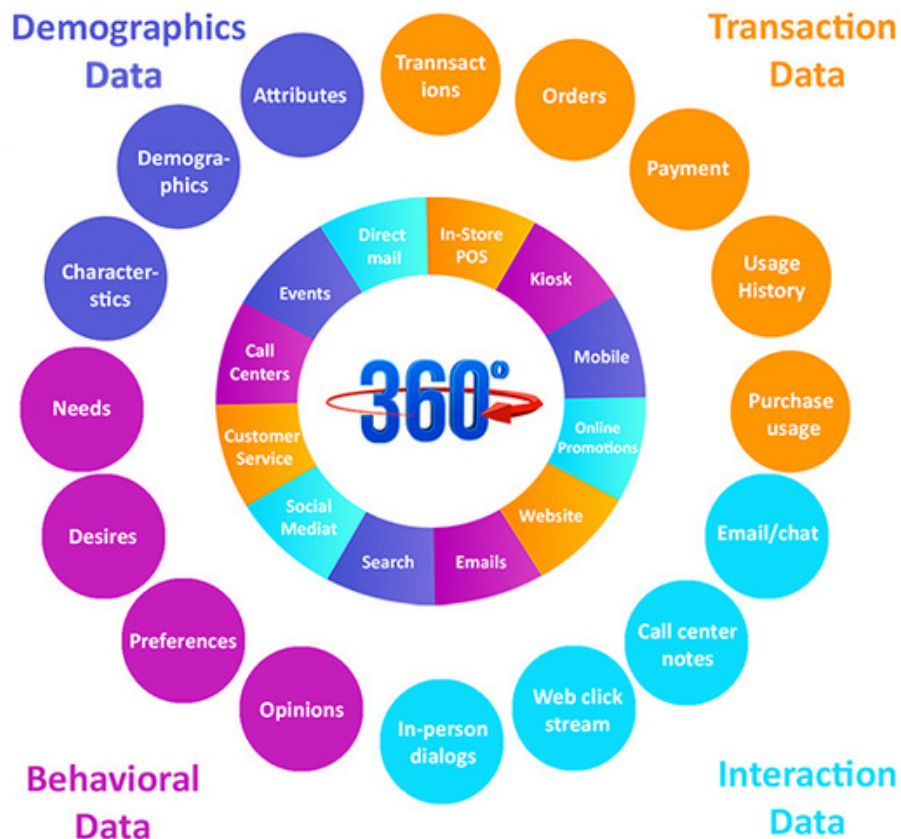 Demographics
Data
Transaction
Data
Attributes
Trannsact
ions
Orders
Demogra-
phics
Payment
Character-
stics
Usage
History
Needs
Purchase
usage
Desires
Email/chat
Preferences
Call center
notes
Opinions
In-person
dialogs
Web click
stream
Direct
mail
In-Store
POS
Kiosk
Mobile
Online
Promotions
Website
Emails
Search
Social
Mediat
Customer
Service
Call
Centers
Events
360°
Behavioral
Data
Interaction
Data